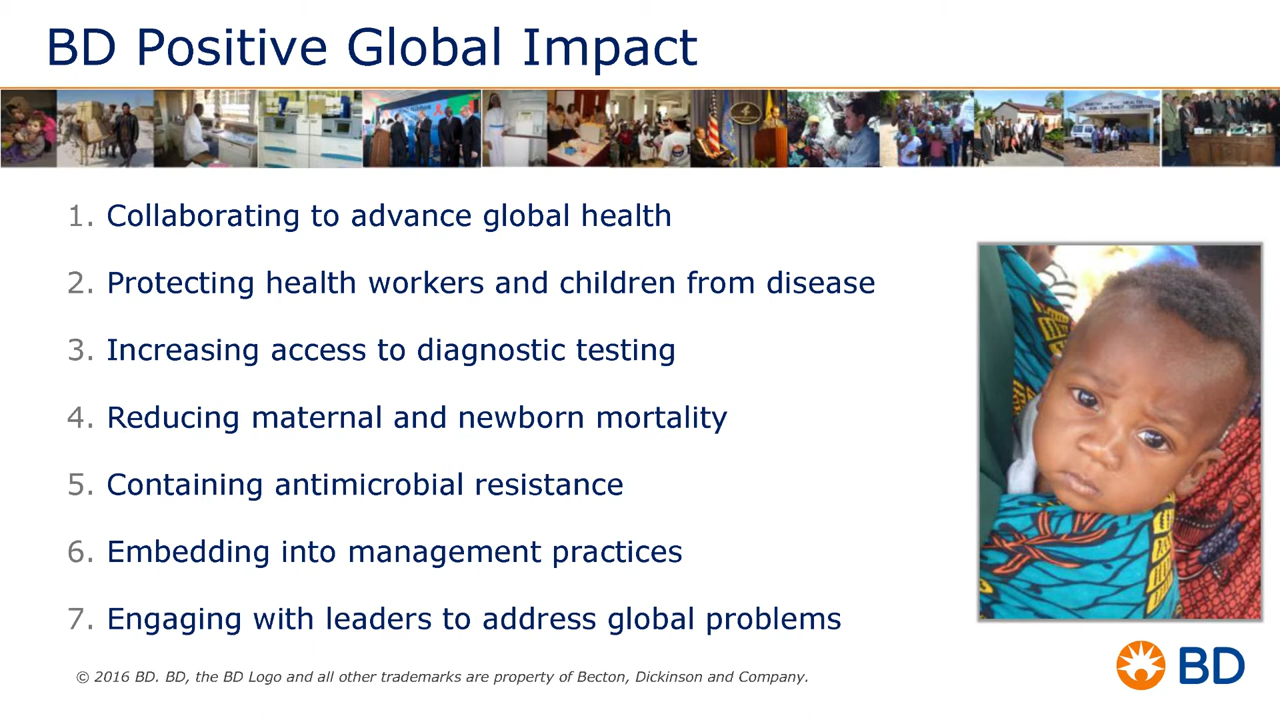 BD Positive Global Impact
1. Collaborating to advance global health
2. Protecting health workers and children from disease
3. Increasing access to diagnostic testing
4. Reducing maternal and newborn mortality
5. Containing antimicrobial resistance
6. Embedding into management practices
7. Engaging with leaders to address global problems
© 2016 BD. BD, the BD Logo and all other trademarks are property of Becton, Dickinson and Company.
BD